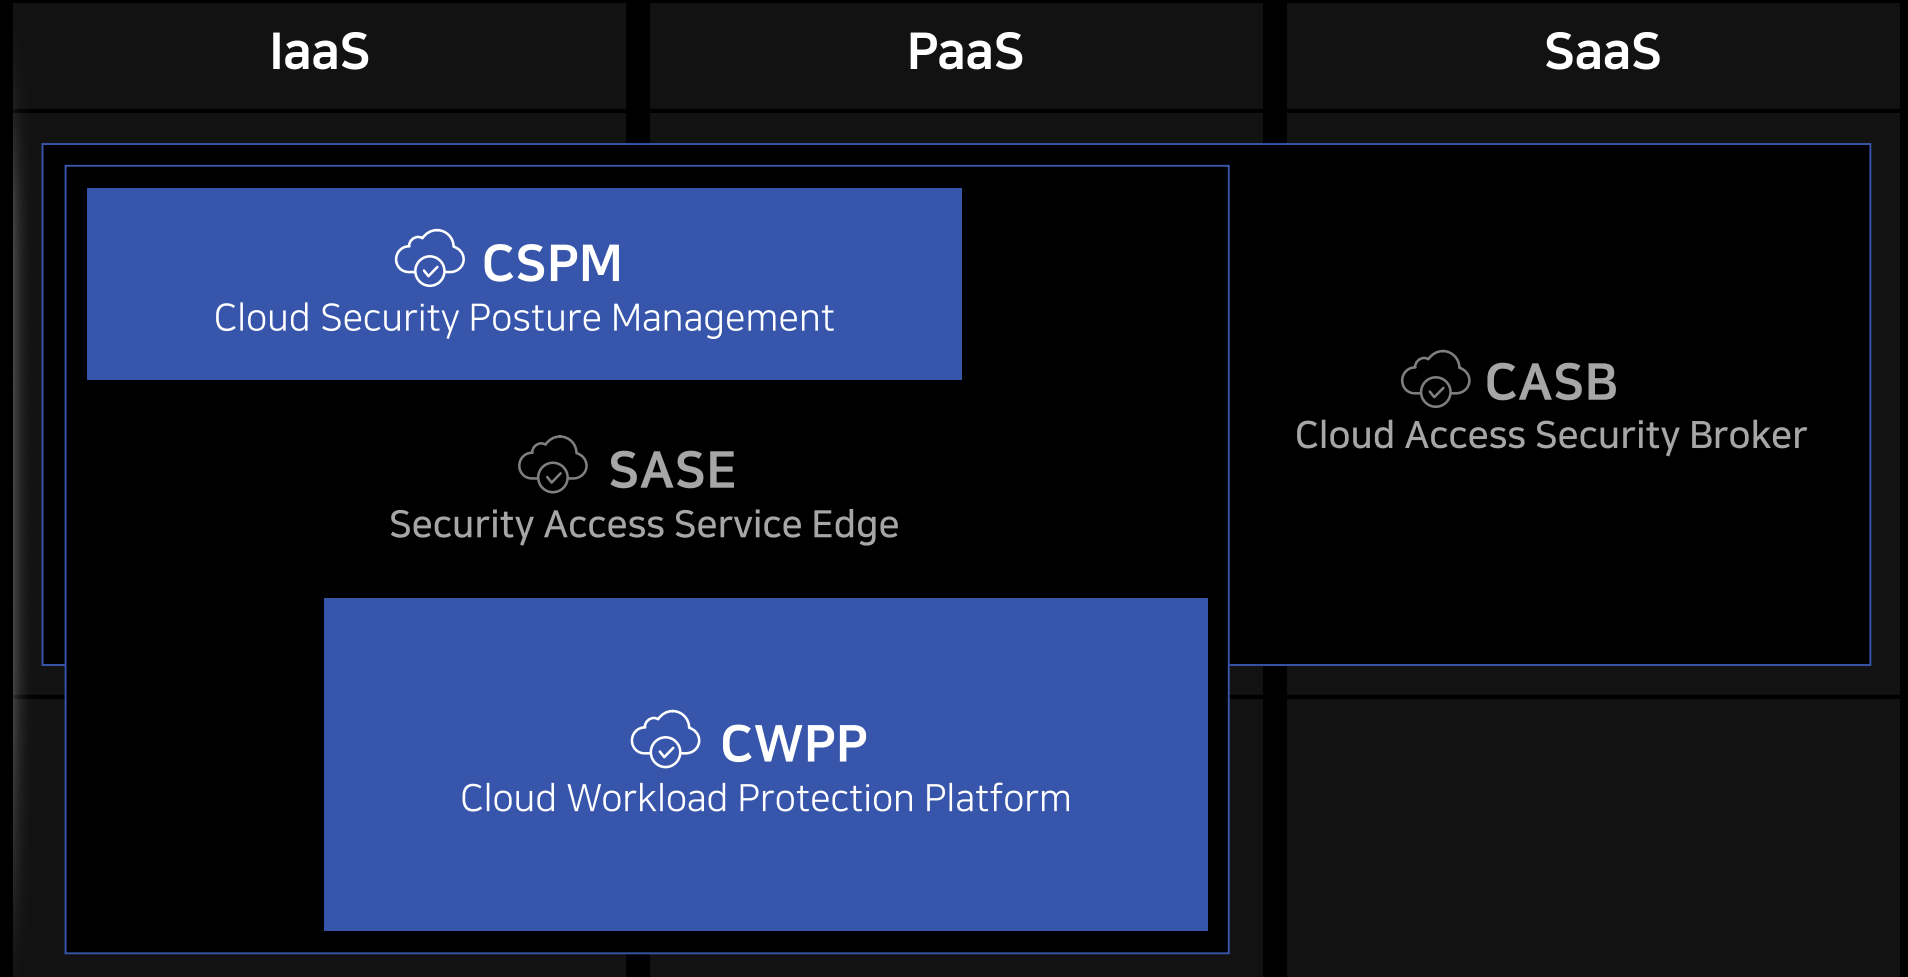 IaaS
PaaS
SaaS
CSPM
Cloud Security Posture Management
SASE
Security Access Service Edge
CASB
Cloud Access Security Broker
CWPP
Cloud Workload Protection Platform